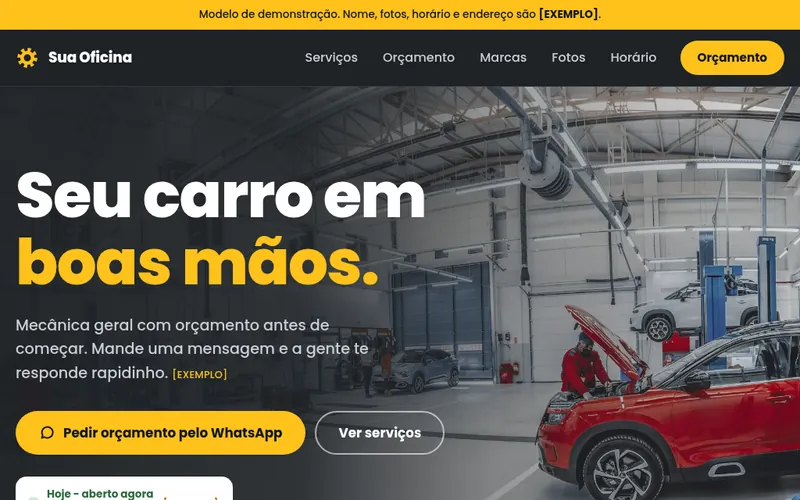 Modelo de demonstração. Nome, fotos, horário e endereço são [EXEMPLO].
Sua Oficina
Serviços
Orçamento
Marcas
Fotos
Horário
Orçamento
Seu carro em
boas mãos.
Mecânica geral com orçamento antes de
começar. Mande uma mensagem e a gente te
responde rapidinho. [EXEMPLO]
Pedir orçamento pelo WhatsApp
Ver serviços
Hoje - aberto agora